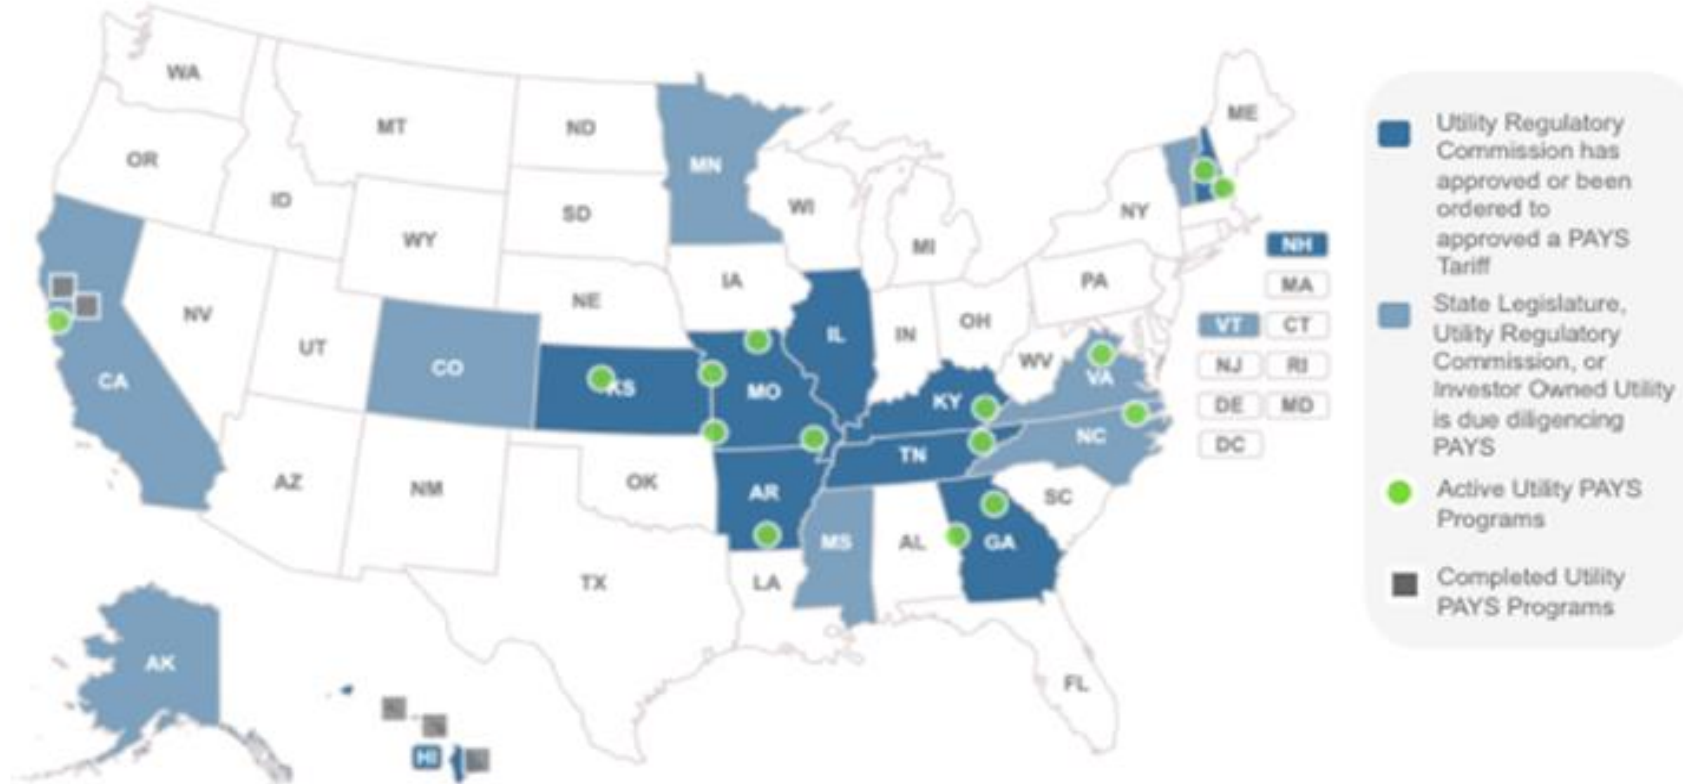 WA
MT
ND
MN
OR
ID
SD
WI
WY
MI
NY
ME
NH
MA
VT
CT
NJ
RI
DE
MD
DC
IA
NE
PA
NV
UT
CO
CA
KS
MO
IL
IN
OH
WV
VA
KY
NC
TN
AZ
NM
OK
AR
SC
MS
AL
GA
TX
LA
FL
AK
HI
Utility Regulatory
Commission has
approved or been
ordered to
approved a PAYS
Tariff
State Legislature,
Utility Regulatory
Commission, or
Investor Owned Utility
is due diligencing
PAYS
Active Utility PAYS
Programs
Completed Utility
PAYS Programs